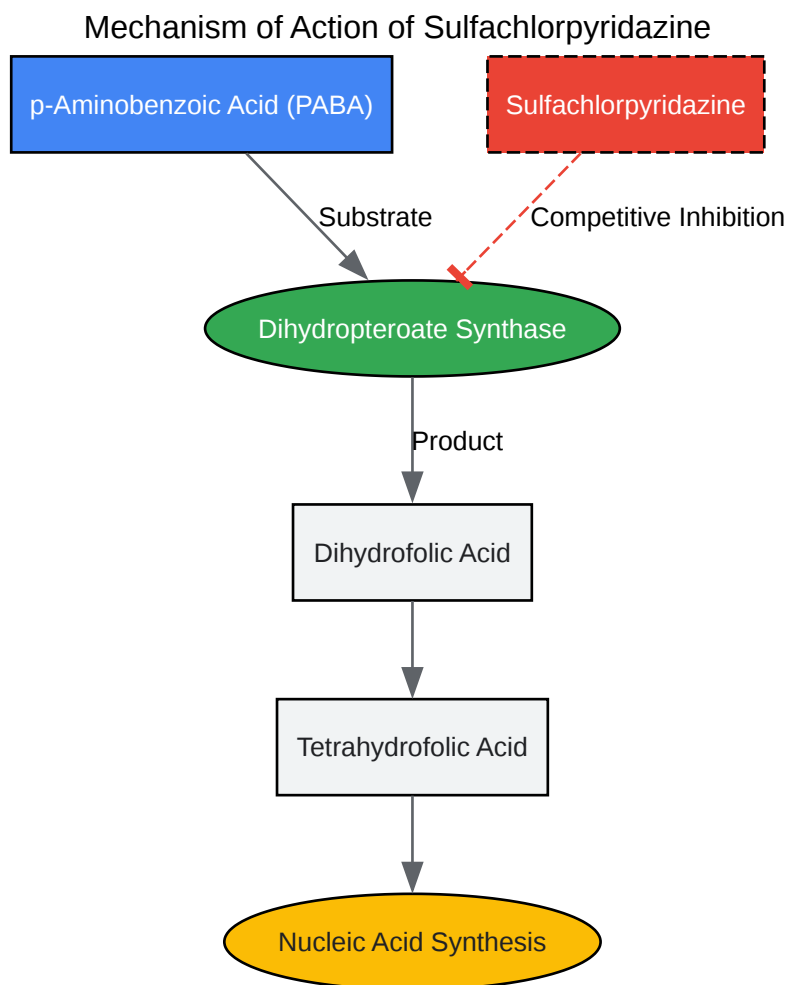 Mechanism of Action of Sulfachlorpyridazine
p-Aminobenzoic Acid (PABA)
Sulfachlorpyridazine
Substrate
Competitive Inhibition
Dihydropteroate Synthase
Product
Dihydrofolic Acid
Tetrahydrofolic Acid
Nucleic Acid Synthesis